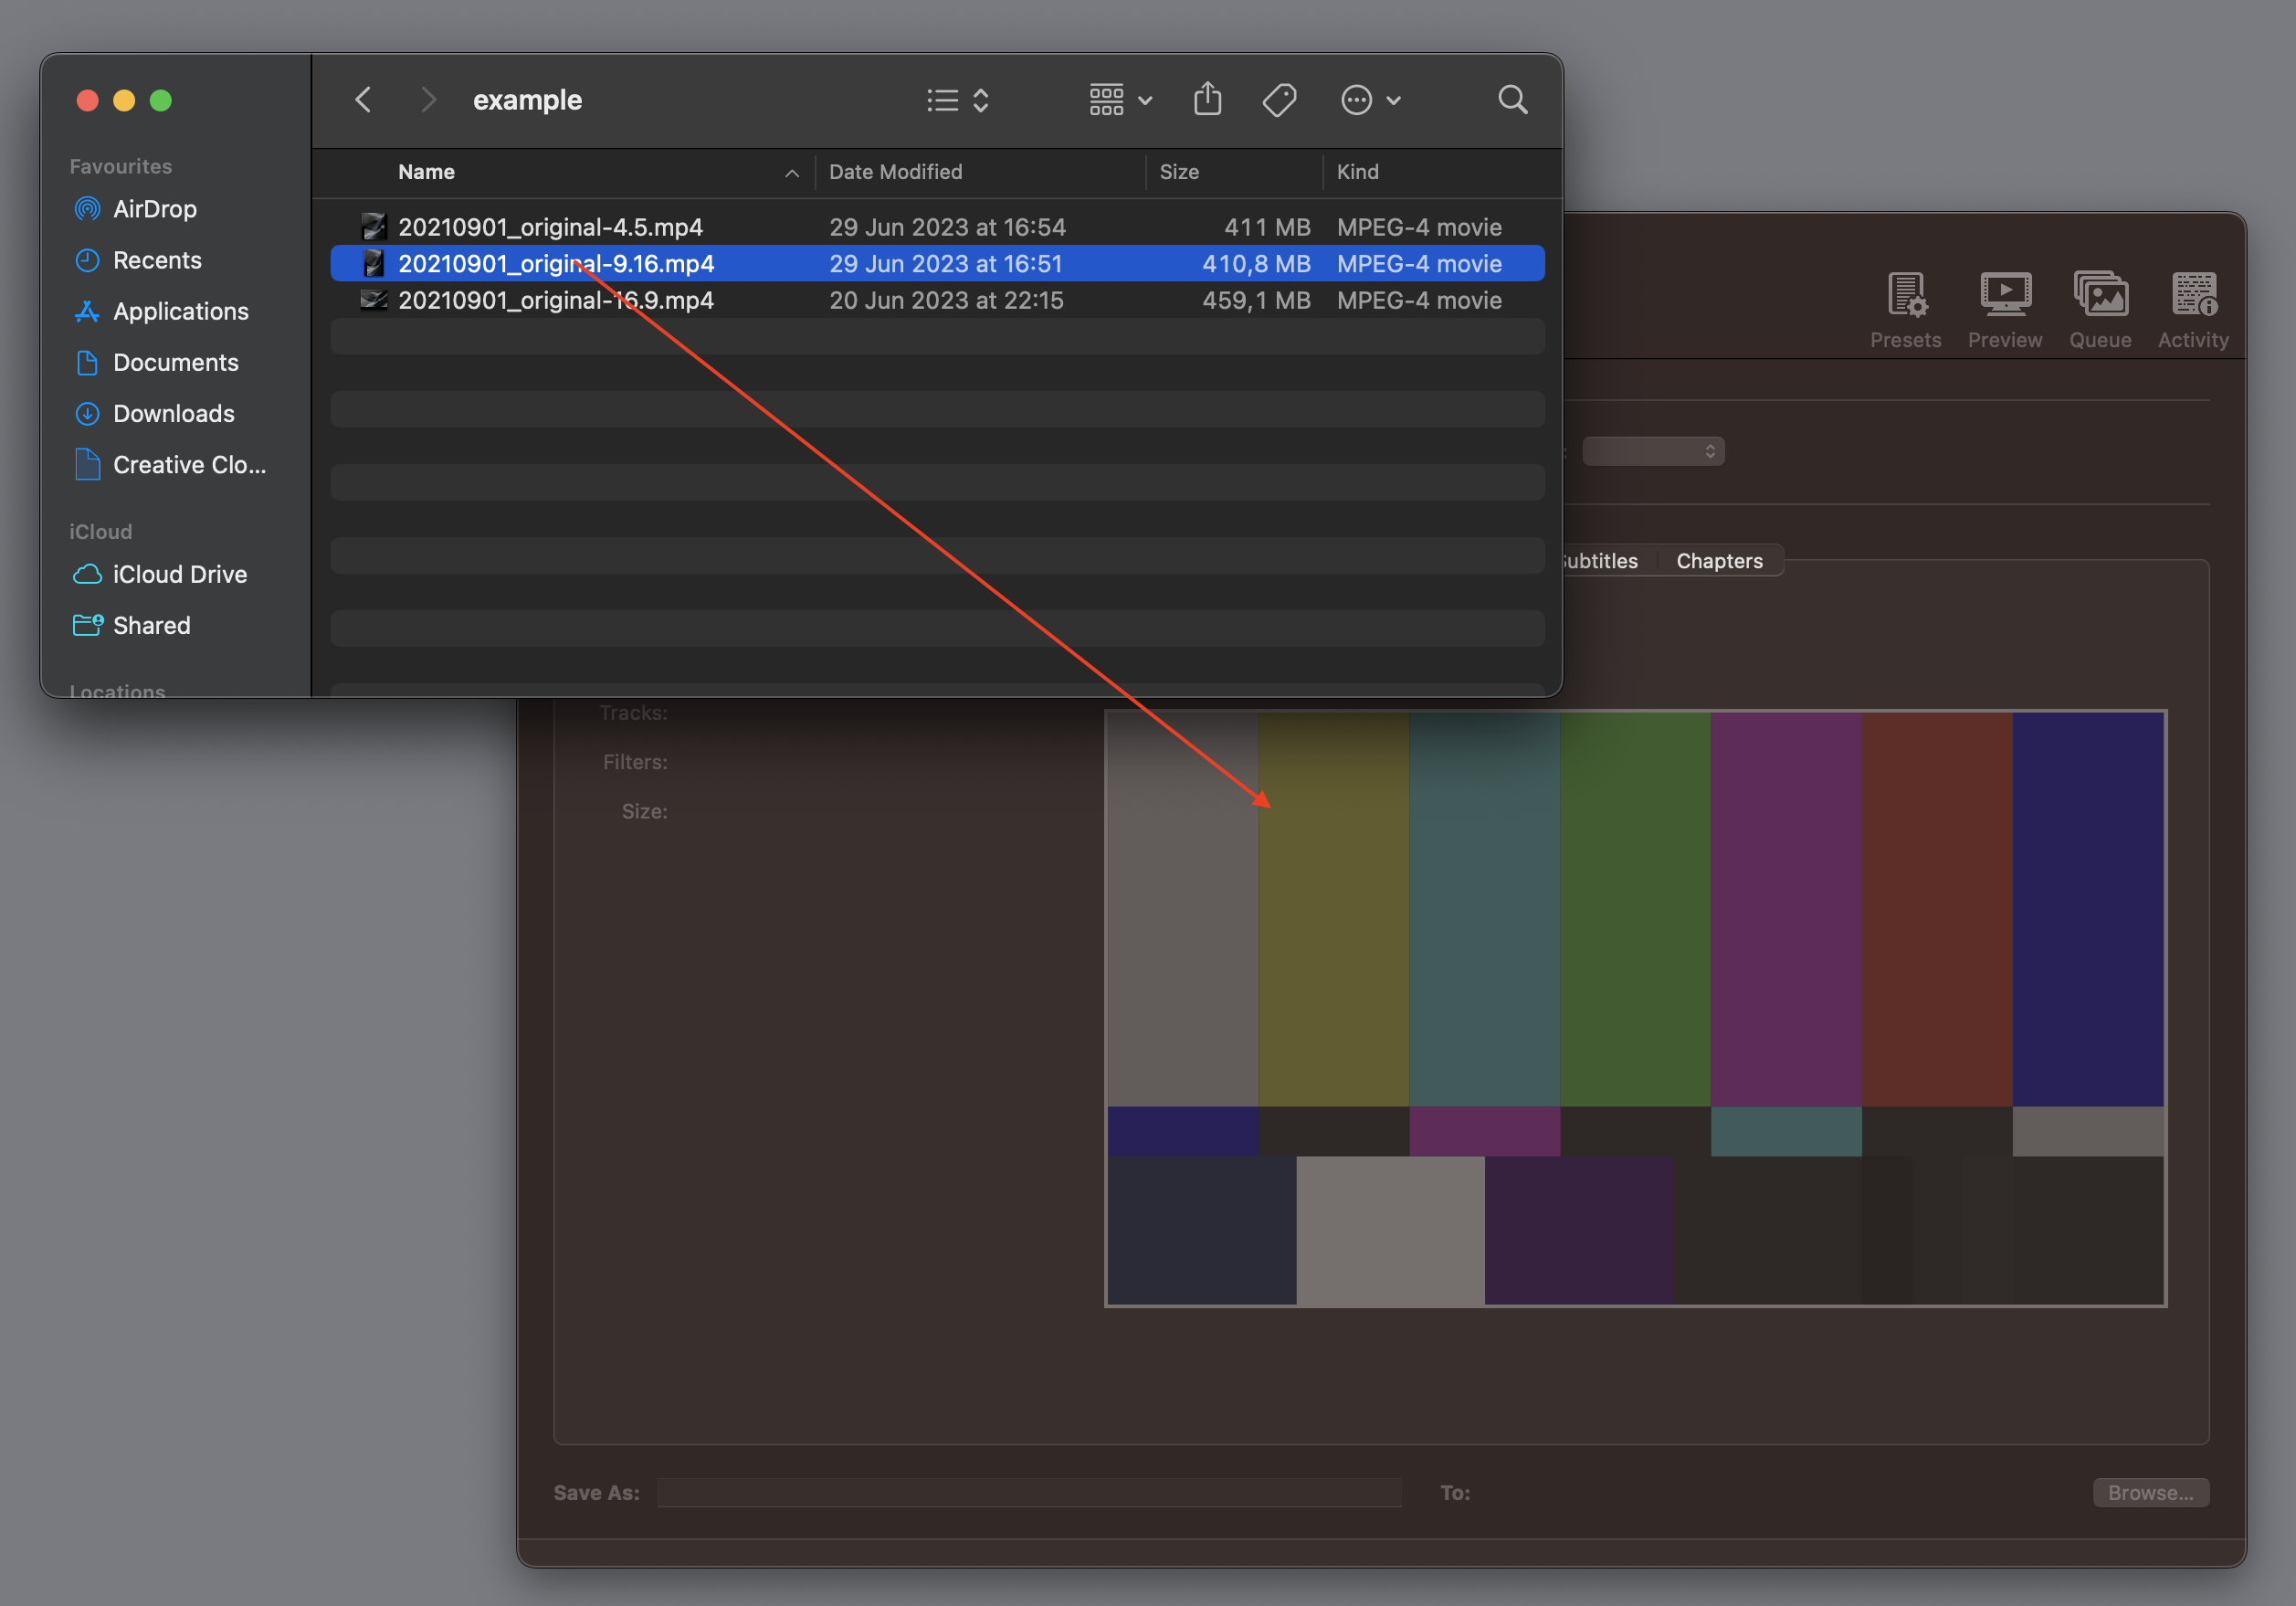 example
Favourites
AirDrop
Recents
Applications
Documents
Downloads
Creative Clo...
iCloud
iCloud Drive
Shared
Locations
Name Date Modified Size Kind
20210901_original-4.5.mp4 29 Jun 2023 at 16:54 411 MB MPEG-4 movie
20210901_original-9.16.mp4 29 Jun 2023 at 16:51 410,8 MB MPEG-4 movie
20210901_original-16.9.mp4 20 Jun 2023 at 22:15 459,1 MB MPEG-4 movie
Presets Preview Queue Activity
Subtitles Chapters
Tracks:
Filters:
Size:
Save As: To: Browse...